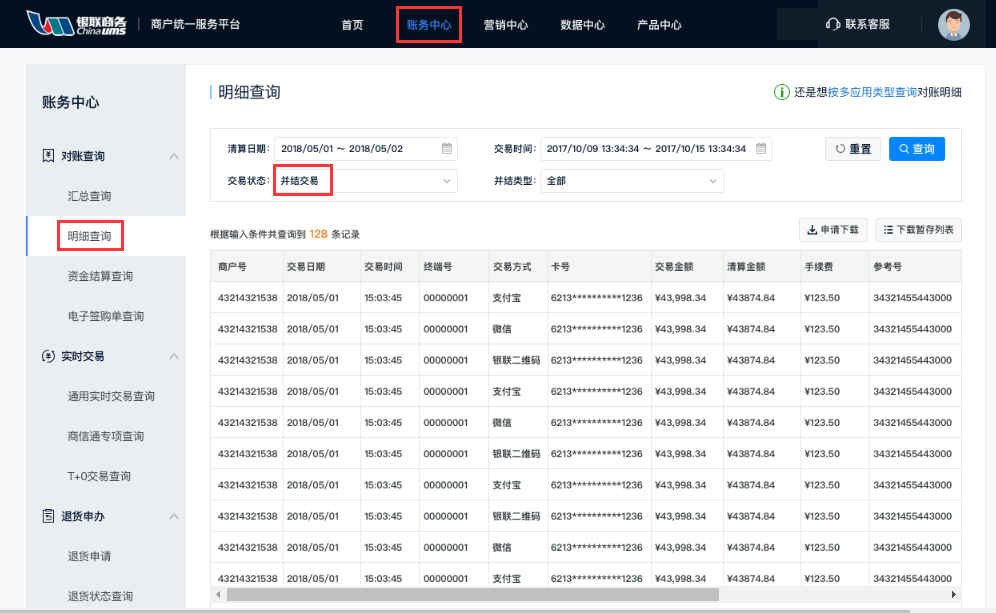 银联商务 China ums 商户统一服务平台 首页 账务中心 营销中心 数据中心 产品中心 联系客服
账务中心
对账查询
汇总查询
明细查询
资金结算查询
电子签购单查询
实时交易
通用实时交易查询
商信通专项查询
T+0交易查询
退货申办
退货申请
退货状态查询
明细查询 还是想按多应用类型查询对账明细
清算日期: 2018/05/01 ~ 2018/05/02 交易时间: 2017/10/09 13:34:34 ~ 2017/10/15 13:34:34 重置 查询
交易状态: 并结交易 并结类型: 全部
根据输入条件共查询到 128 条记录 申请下载 下载暂存列表
商户号 交易日期 交易时间 终端号 交易方式 卡号 交易金额 清算金额 手续费 参考号
43214321538 2018/05/01 15:03:45 00000001 支付宝 6213**********1236 ¥43,998.34 ¥43874.84 ¥123.50 34321455443000
43214321538 2018/05/01 15:03:45 00000001 微信 6213**********1236 ¥43,998.34 ¥43874.84 ¥123.50 34321455443000
43214321538 2018/05/01 15:03:45 00000001 银联二维码 6213**********1236 ¥43,998.34 ¥43874.84 ¥123.50 34321455443000
43214321538 2018/05/01 15:03:45 00000001 支付宝 6213**********1236 ¥43,998.34 ¥43874.84 ¥123.50 34321455443000
43214321538 2018/05/01 15:03:45 00000001 微信 6213**********1236 ¥43,998.34 ¥43874.84 ¥123.50 34321455443000
43214321538 2018/05/01 15:03:45 00000001 银联二维码 6213**********1236 ¥43,998.34 ¥43874.84 ¥123.50 34321455443000
43214321538 2018/05/01 15:03:45 00000001 支付宝 6213**********1236 ¥43,998.34 ¥43874.84 ¥123.50 34321455443000
43214321538 2018/05/01 15:03:45 00000001 银联二维码 6213**********1236 ¥43,998.34 ¥43874.84 ¥123.50 34321455443000
43214321538 2018/05/01 15:03:45 00000001 微信 6213**********1236 ¥43,998.34 ¥43874.84 ¥123.50 34321455443000
43214321538 2018/05/01 15:03:45 00000001 支付宝 6213**********1236 ¥43,998.34 ¥43874.84 ¥123.50 34321455443000